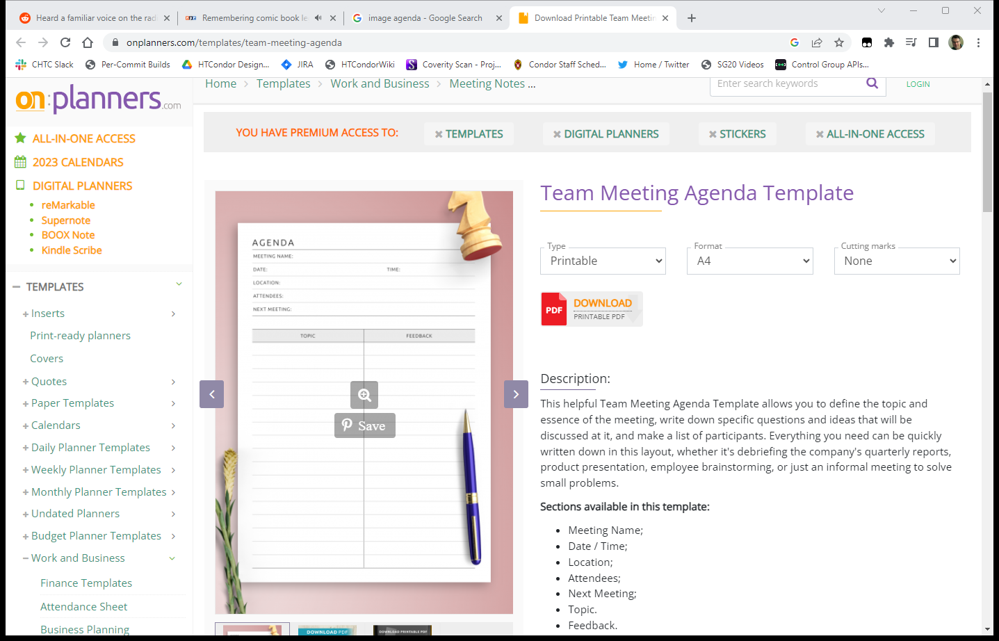 Heard a familiar voice on the rad
Remembering comic book le
image agenda - Google Search
Download Printable Team Meetin
onplanners.com/templates/team-meeting-agenda
CHTC Slack
Per-Commit Builds
HTCondor Design...
JIRA
HTCondorWiki
Coverity Scan - Proj...
Condor Staff Sched...
Home / Twitter
SG20 Videos
Control Group APIs...
on:planners.com
Home > Templates > Work and Business > Meeting Notes ...
Enter search keywords
LOGIN
YOU HAVE PREMIUM ACCESS TO:
TEMPLATES
DIGITAL PLANNERS
STICKERS
ALL-IN-ONE ACCESS
ALL-IN-ONE ACCESS
2023 CALENDARS
DIGITAL PLANNERS
reMarkable
Supernote
BOOX Note
Kindle Scribe
TEMPLATES
Inserts
Print-ready planners
Covers
Quotes
Paper Templates
Calendars
Daily Planner Templates
Weekly Planner Templates
Monthly Planner Templates
Undated Planners
Budget Planner Templates
Work and Business
Finance Templates
Attendance Sheet
Business Planning
AGENDA
MEETING NAME:
DATE: TIME:
LOCATION:
ATTENDEES:
NEXT MEETING:
TOPIC FEEDBACK
Save
DOWNLOAD PDF
DOWNLOAD PRINTABLE PDF
Team Meeting Agenda Template
Type
Printable
Format
A4
Cutting marks
None
PDF
DOWNLOAD
PRINTABLE PDF
Description:
This helpful Team Meeting Agenda Template allows you to define the topic and
essence of the meeting, write down specific questions and ideas that will be
discussed at it, and make a list of participants. Everything you need can be quickly
written down in this layout, whether it's debriefing the company's quarterly reports,
product presentation, employee brainstorming, or just an informal meeting to solve
small problems.
Sections available in this template:
Meeting Name;
Date / Time;
Location;
Attendees;
Next Meeting;
Topic.
Feedback.